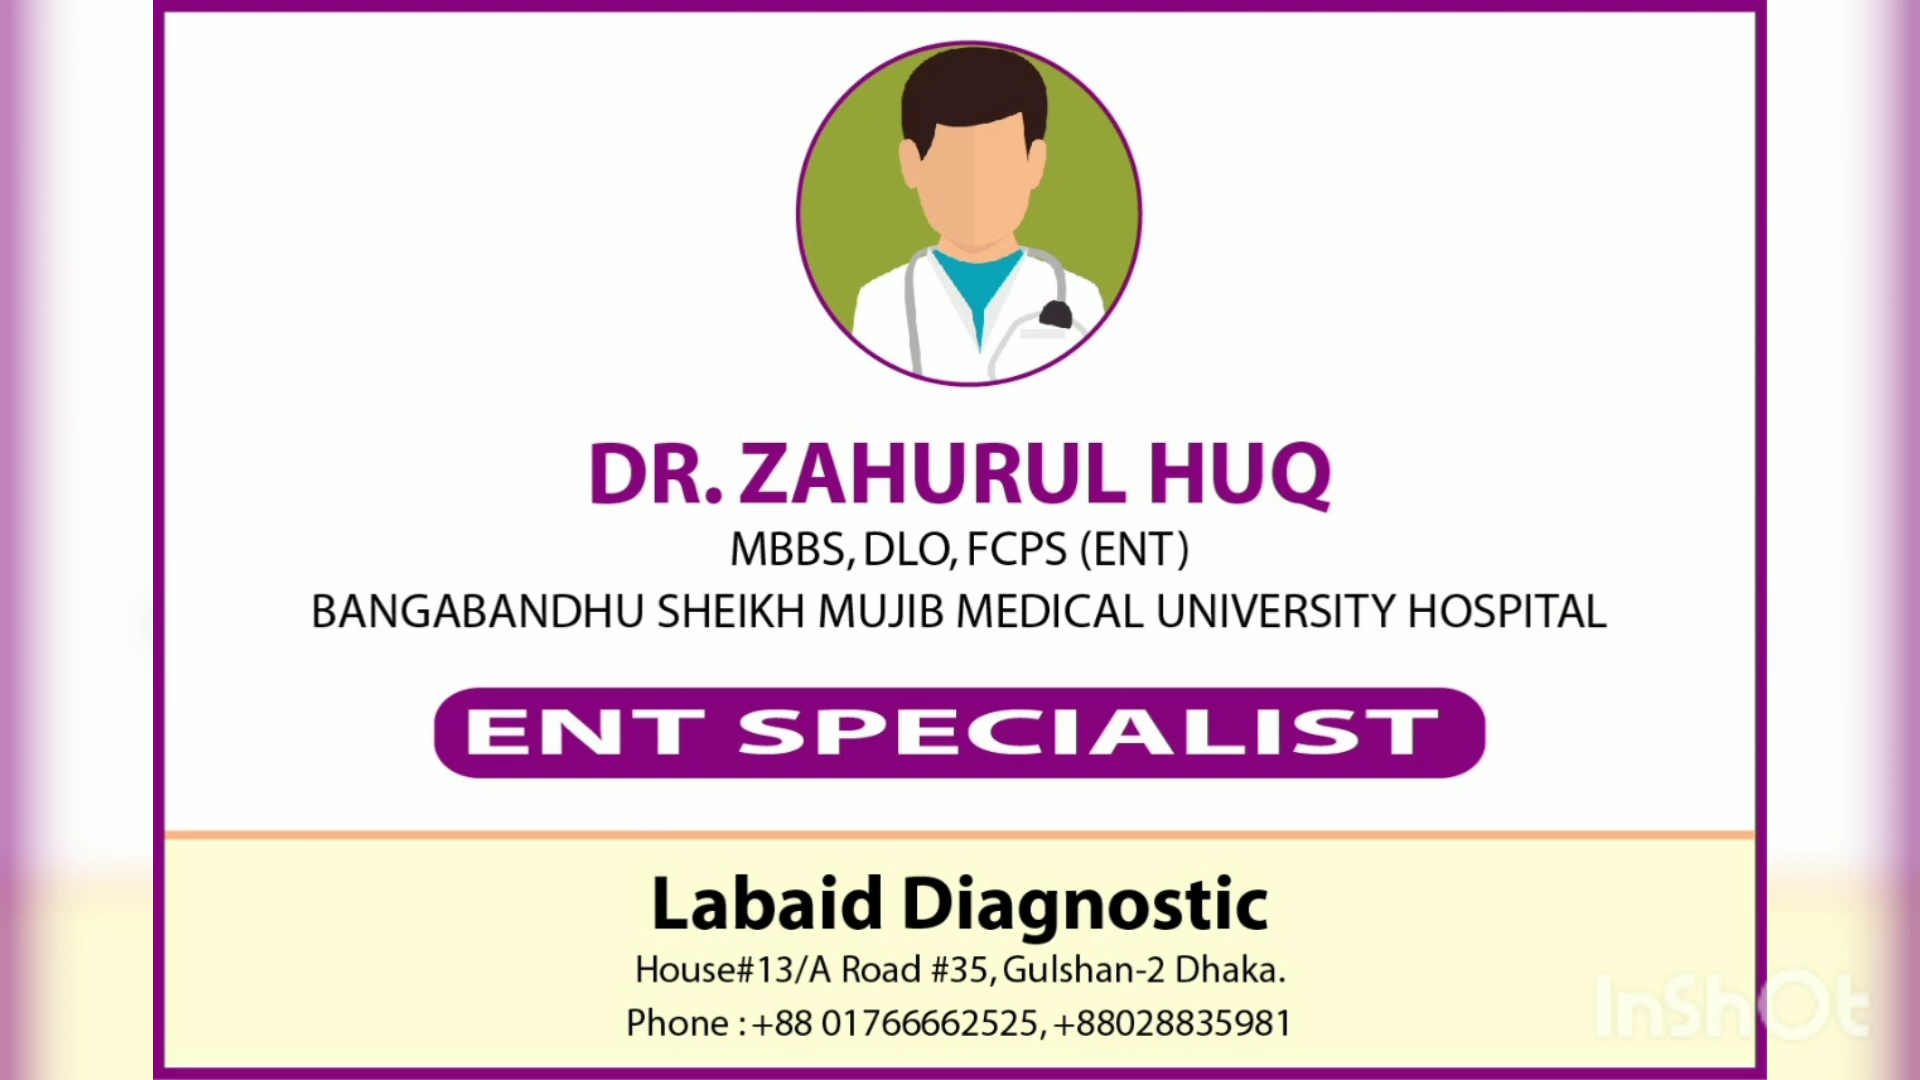 DR. ZAHURUL HUQ
MBBS, DLO, FCPS (ENT)
BANGABANDHU SHEIKH MUJIB MEDICAL UNIVERSITY HOSPITAL
ENT SPECIALIST
Labaid Diagnostic
House#13/A Road #35, Gulshan-2 Dhaka.
Phone : +88 01766662525, +88028835981
InShOt